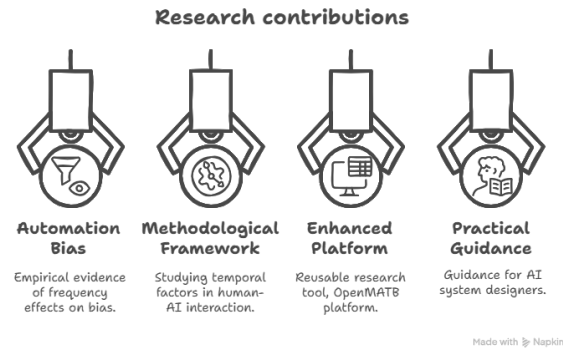 Research contributions
Automation
Bias
Empirical evidence
of frequency
effects on bias.
Methodological
Framework
Studying temporal
factors in human-
AI interaction.
Enhanced
Platform
Reusable research
tool, OpenMATB
platform.
Practical
Guidance
Guidance for AI
system designers.
Made with Napkin